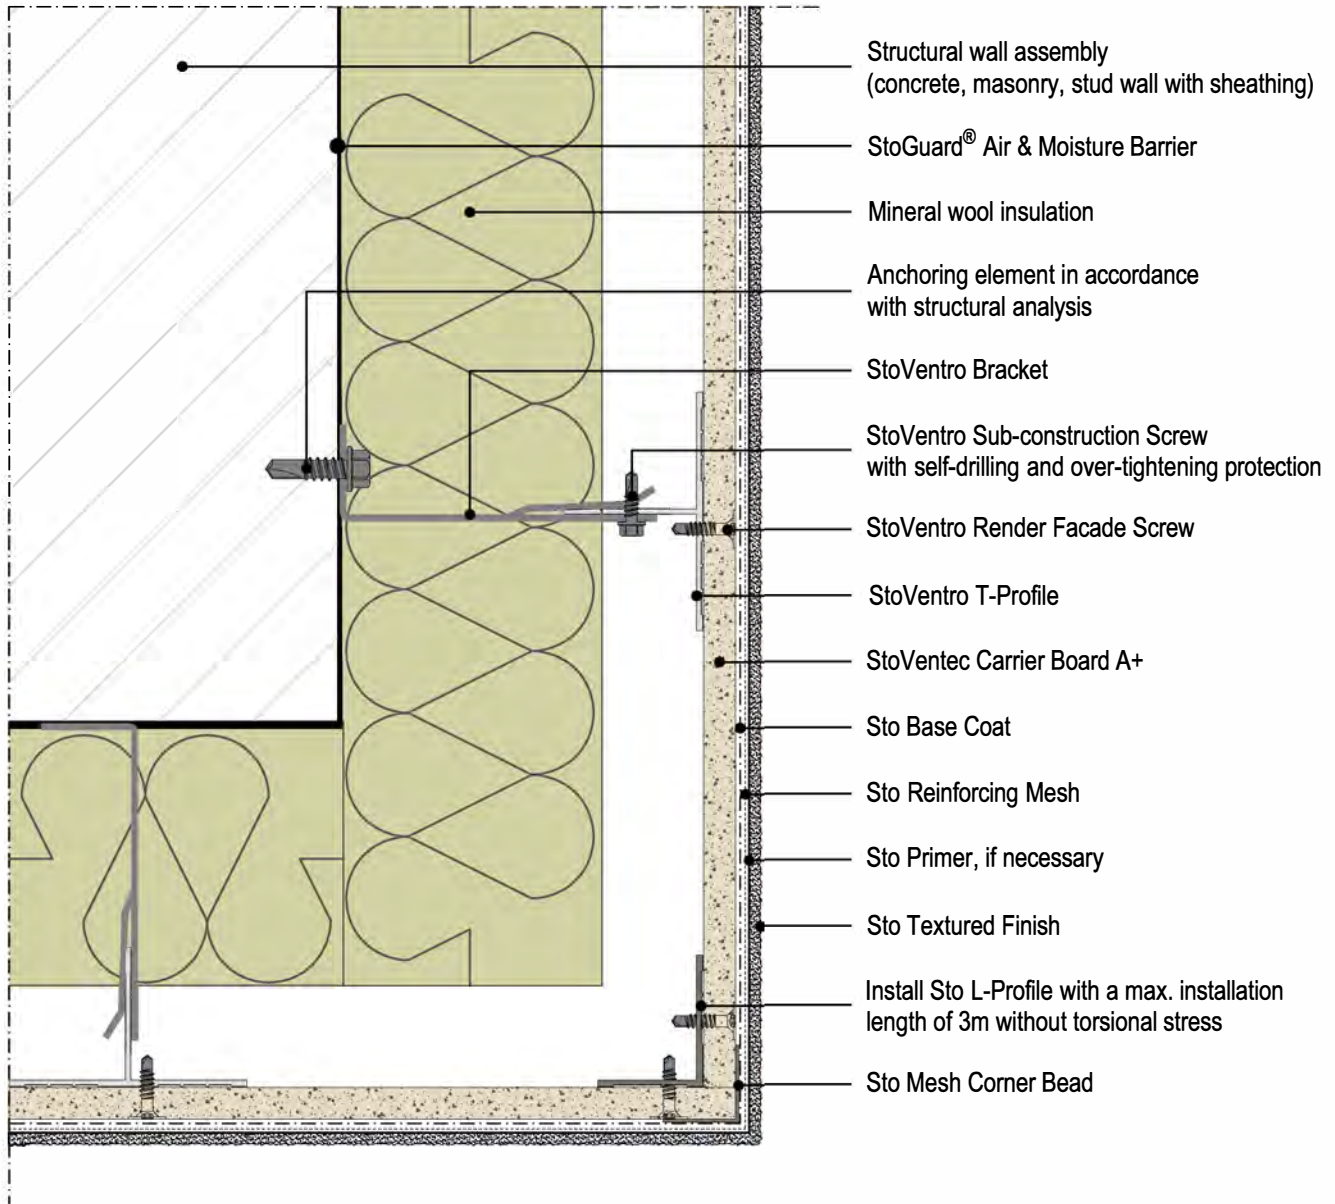 Structural wall assembly
(concrete, masonry, stud wall with sheathing)
StoGuard® Air & Moisture Barrier
Mineral wool insulation
Anchoring element in accordance
with structural analysis
StoVentro Bracket
StoVentro Sub-construction Screw
with self-drilling and over-tightening protection
StoVentro Render Facade Screw
StoVentro T-Profile
StoVentec Carrier Board A+
Sto Base Coat
Sto Reinforcing Mesh
Sto Primer, if necessary
Sto Textured Finish
Install Sto L-Profile with a max. installation
length of 3m without torsional stress
Sto Mesh Corner Bead